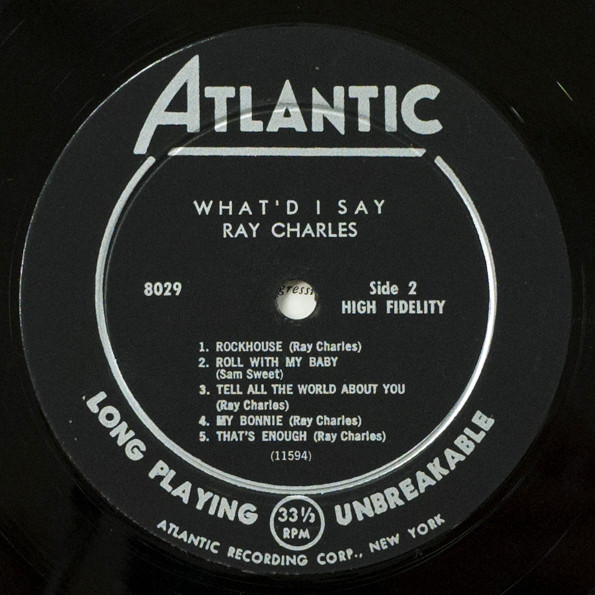 ATLANTIC
WHAT'D I SAY
RAY CHARLES
8029
Side 2
HIGH FIDELITY
1. ROCKHOUSE (Ray Charles)
2. ROLL WITH MY BABY
(Sam Sweet)
3. TELL ALL THE WORLD ABOUT YOU
(Ray Charles)
4. MY BONNIE (Ray Charles)
5. THAT'S ENOUGH (Ray Charles)
(11594)
LONG PLAYING
33⅓
RPM
UNBREAKABLE
ATLANTIC RECORDING CORP., NEW YORK